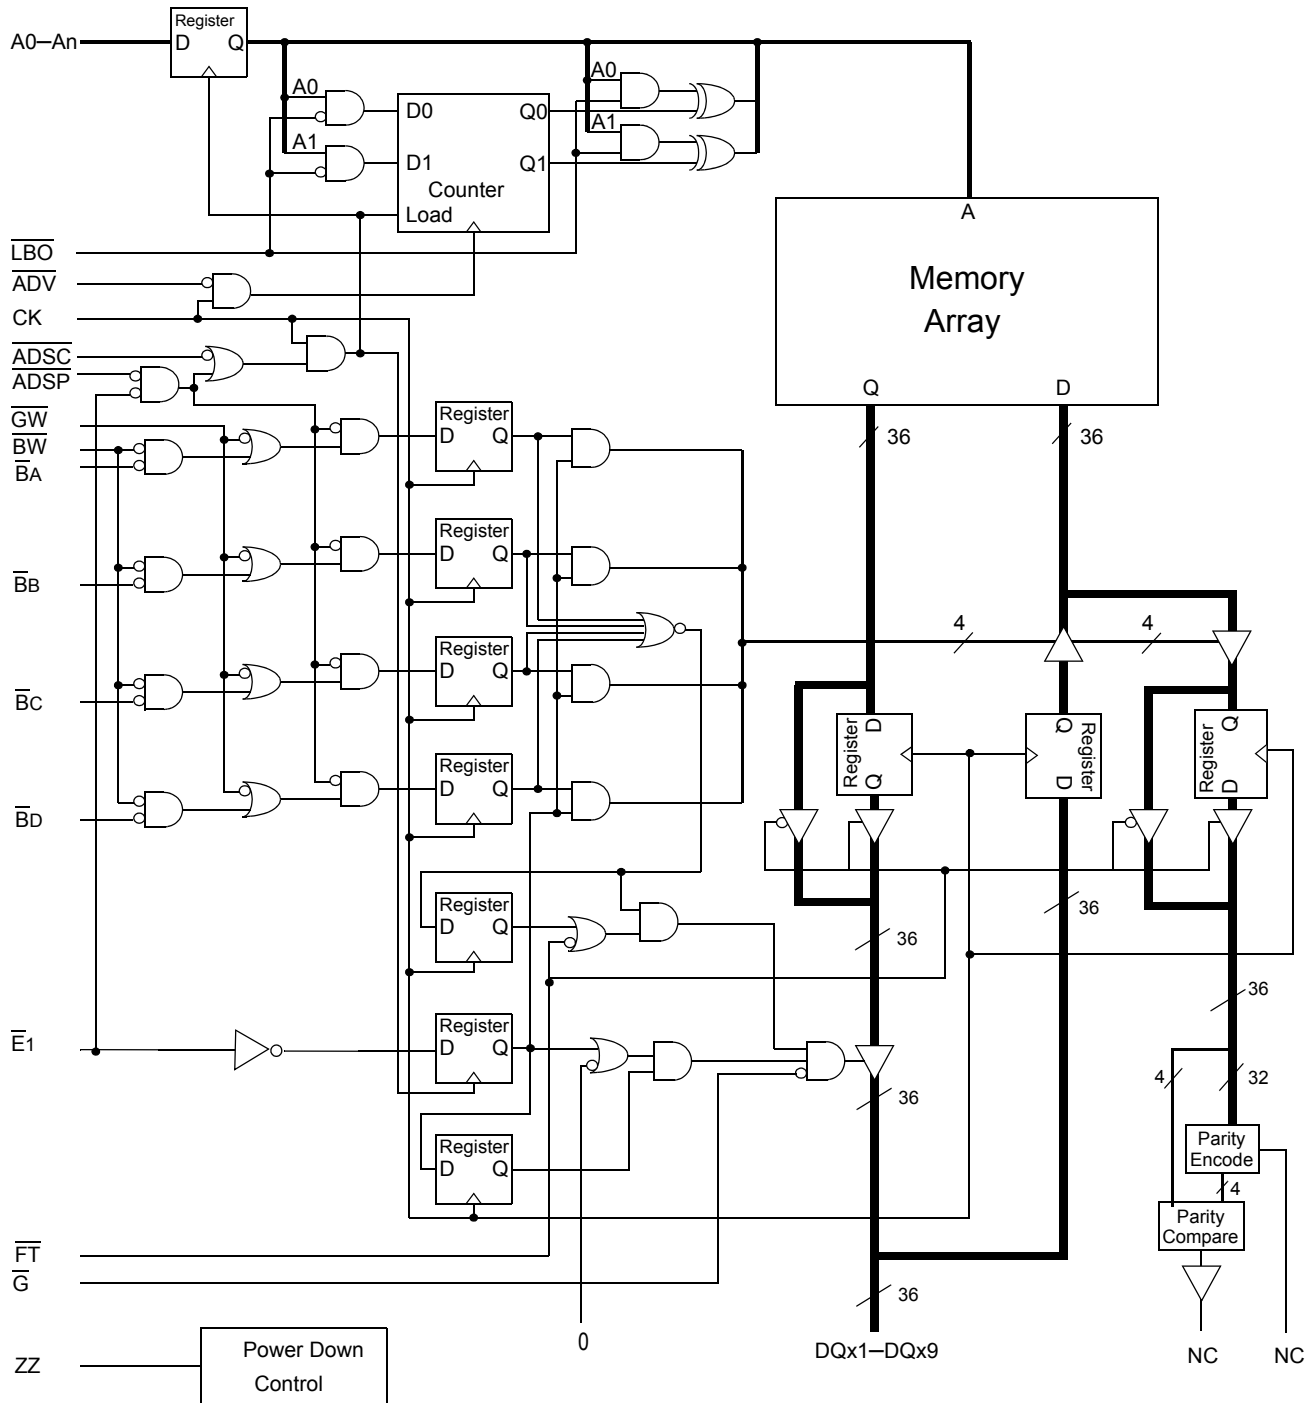 Register
A0–An
D Q
A0
A0
D0
Q0
A1
A1
D1
Q1
Counter
Load
A
LBO
Memory
Array
ADV
CK
ADSC
ADSP
Q
D
GW
Register
36
36
BW
D Q
BA
Register
D Q
BB
4
4
Register
D Q
BC
D
Register
Q
Q
Register
D
Q
Register
D
Register
D Q
BD
Register
D Q
36
36
36
Register
D Q
E1
4
32
36
Register
D Q
Parity
Encode
4
Parity
Compare
FT
G
36
0
Power Down
Control
ZZ
DQx1–DQx9
NC
NC